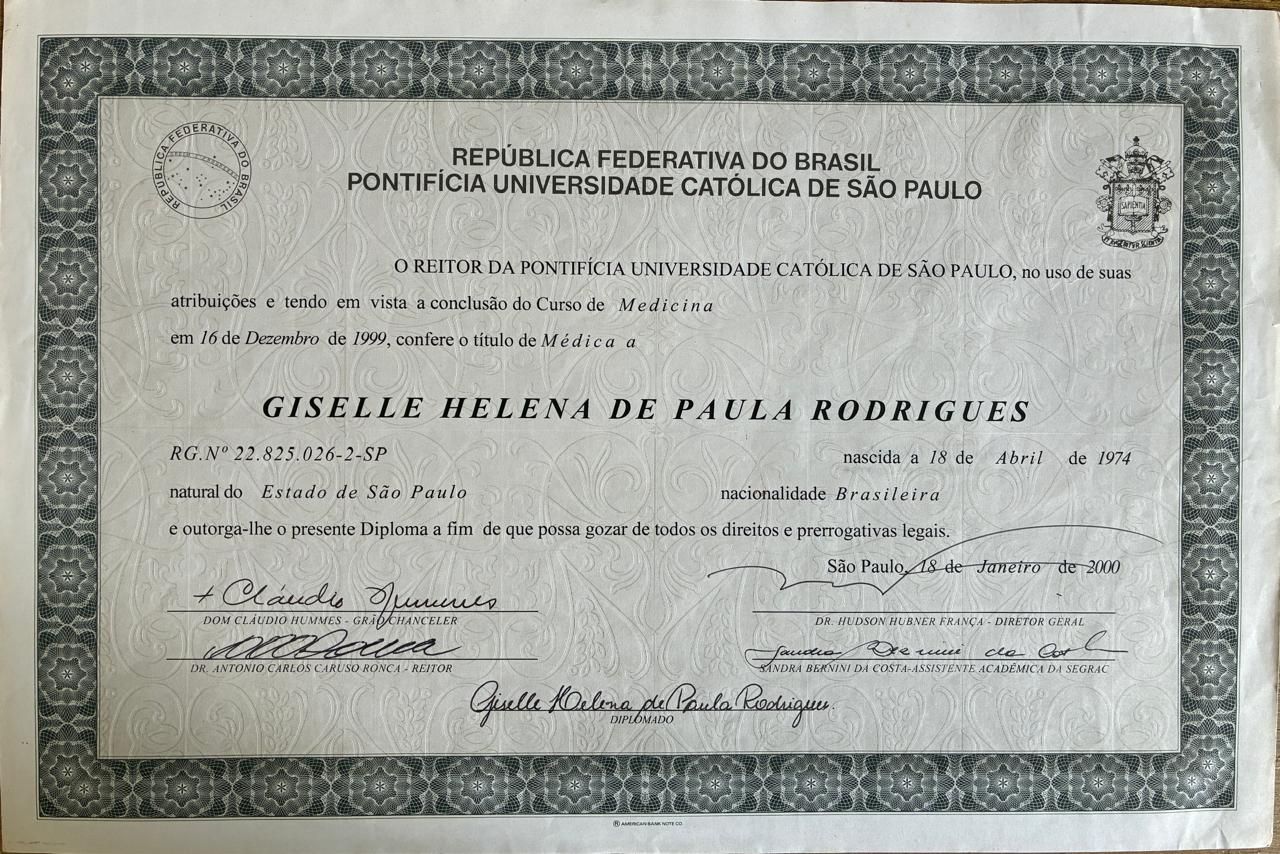 REPÚBLICA FEDERATIVA DO BRASIL
REPÚBLICA FEDERATIVA DO BRASIL
PONTIFÍCIA UNIVERSIDADE CATÓLICA DE SÃO PAULO
SAPIENTIA
O REITOR DA PONTIFÍCIA UNIVERSIDADE CATÓLICA DE SÃO PAULO, no uso de suas
atribuições e tendo em vista a conclusão do Curso de Medicina
em 16 de Dezembro de 1999, confere o título de Médica a
GISELLE HELENA DE PAULA RODRIGUES
RG.Nº 22.825.026-2-SP nascida a 18 de Abril de 1974
natural do Estado de São Paulo nacionalidade Brasileira
e outorga-lhe o presente Diploma a fim de que possa gozar de todos os direitos e prerrogativas legais.
São Paulo, 18 de Janeiro de 2000
+ Cláudio Hummes
DOM CLÁUDIO HUMMES - GRÃO CHANCELER DR. HUDSON HUBNER FRANÇA - DIRETOR GERAL
Sandra Bernini da Costa
DR. ANTONIO CARLOS CARUSO RONCA - REITOR SANDRA BERNINI DA COSTA-ASSISTENTE ACADÊMICA DA SEGRAC
Giselle Helena de Paula Rodrigues
DIPLOMADO
® AMERICAN BANK NOTE CO.